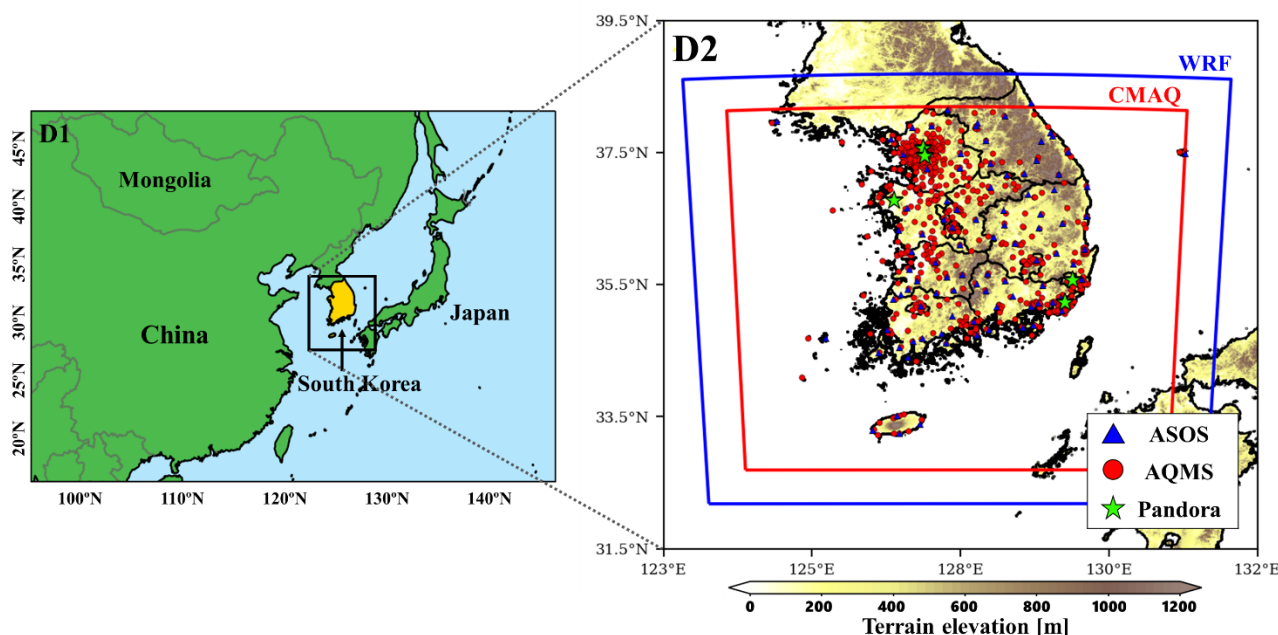 D1
45°N
40°N
35°N
30°N
25°N
20°N
Mongolia
China
Japan
South Korea
100°N
110°N
120°N
130°N
140°N
D2
39.5°N
37.5°N
35.5°N
33.5°N
31.5°N
WRF
CMAQ
ASOS
AQMS
Pandora
123°E
125°E
128°E
130°E
132°E
0
200
400
600
800
1000
1200
Terrain elevation [m]